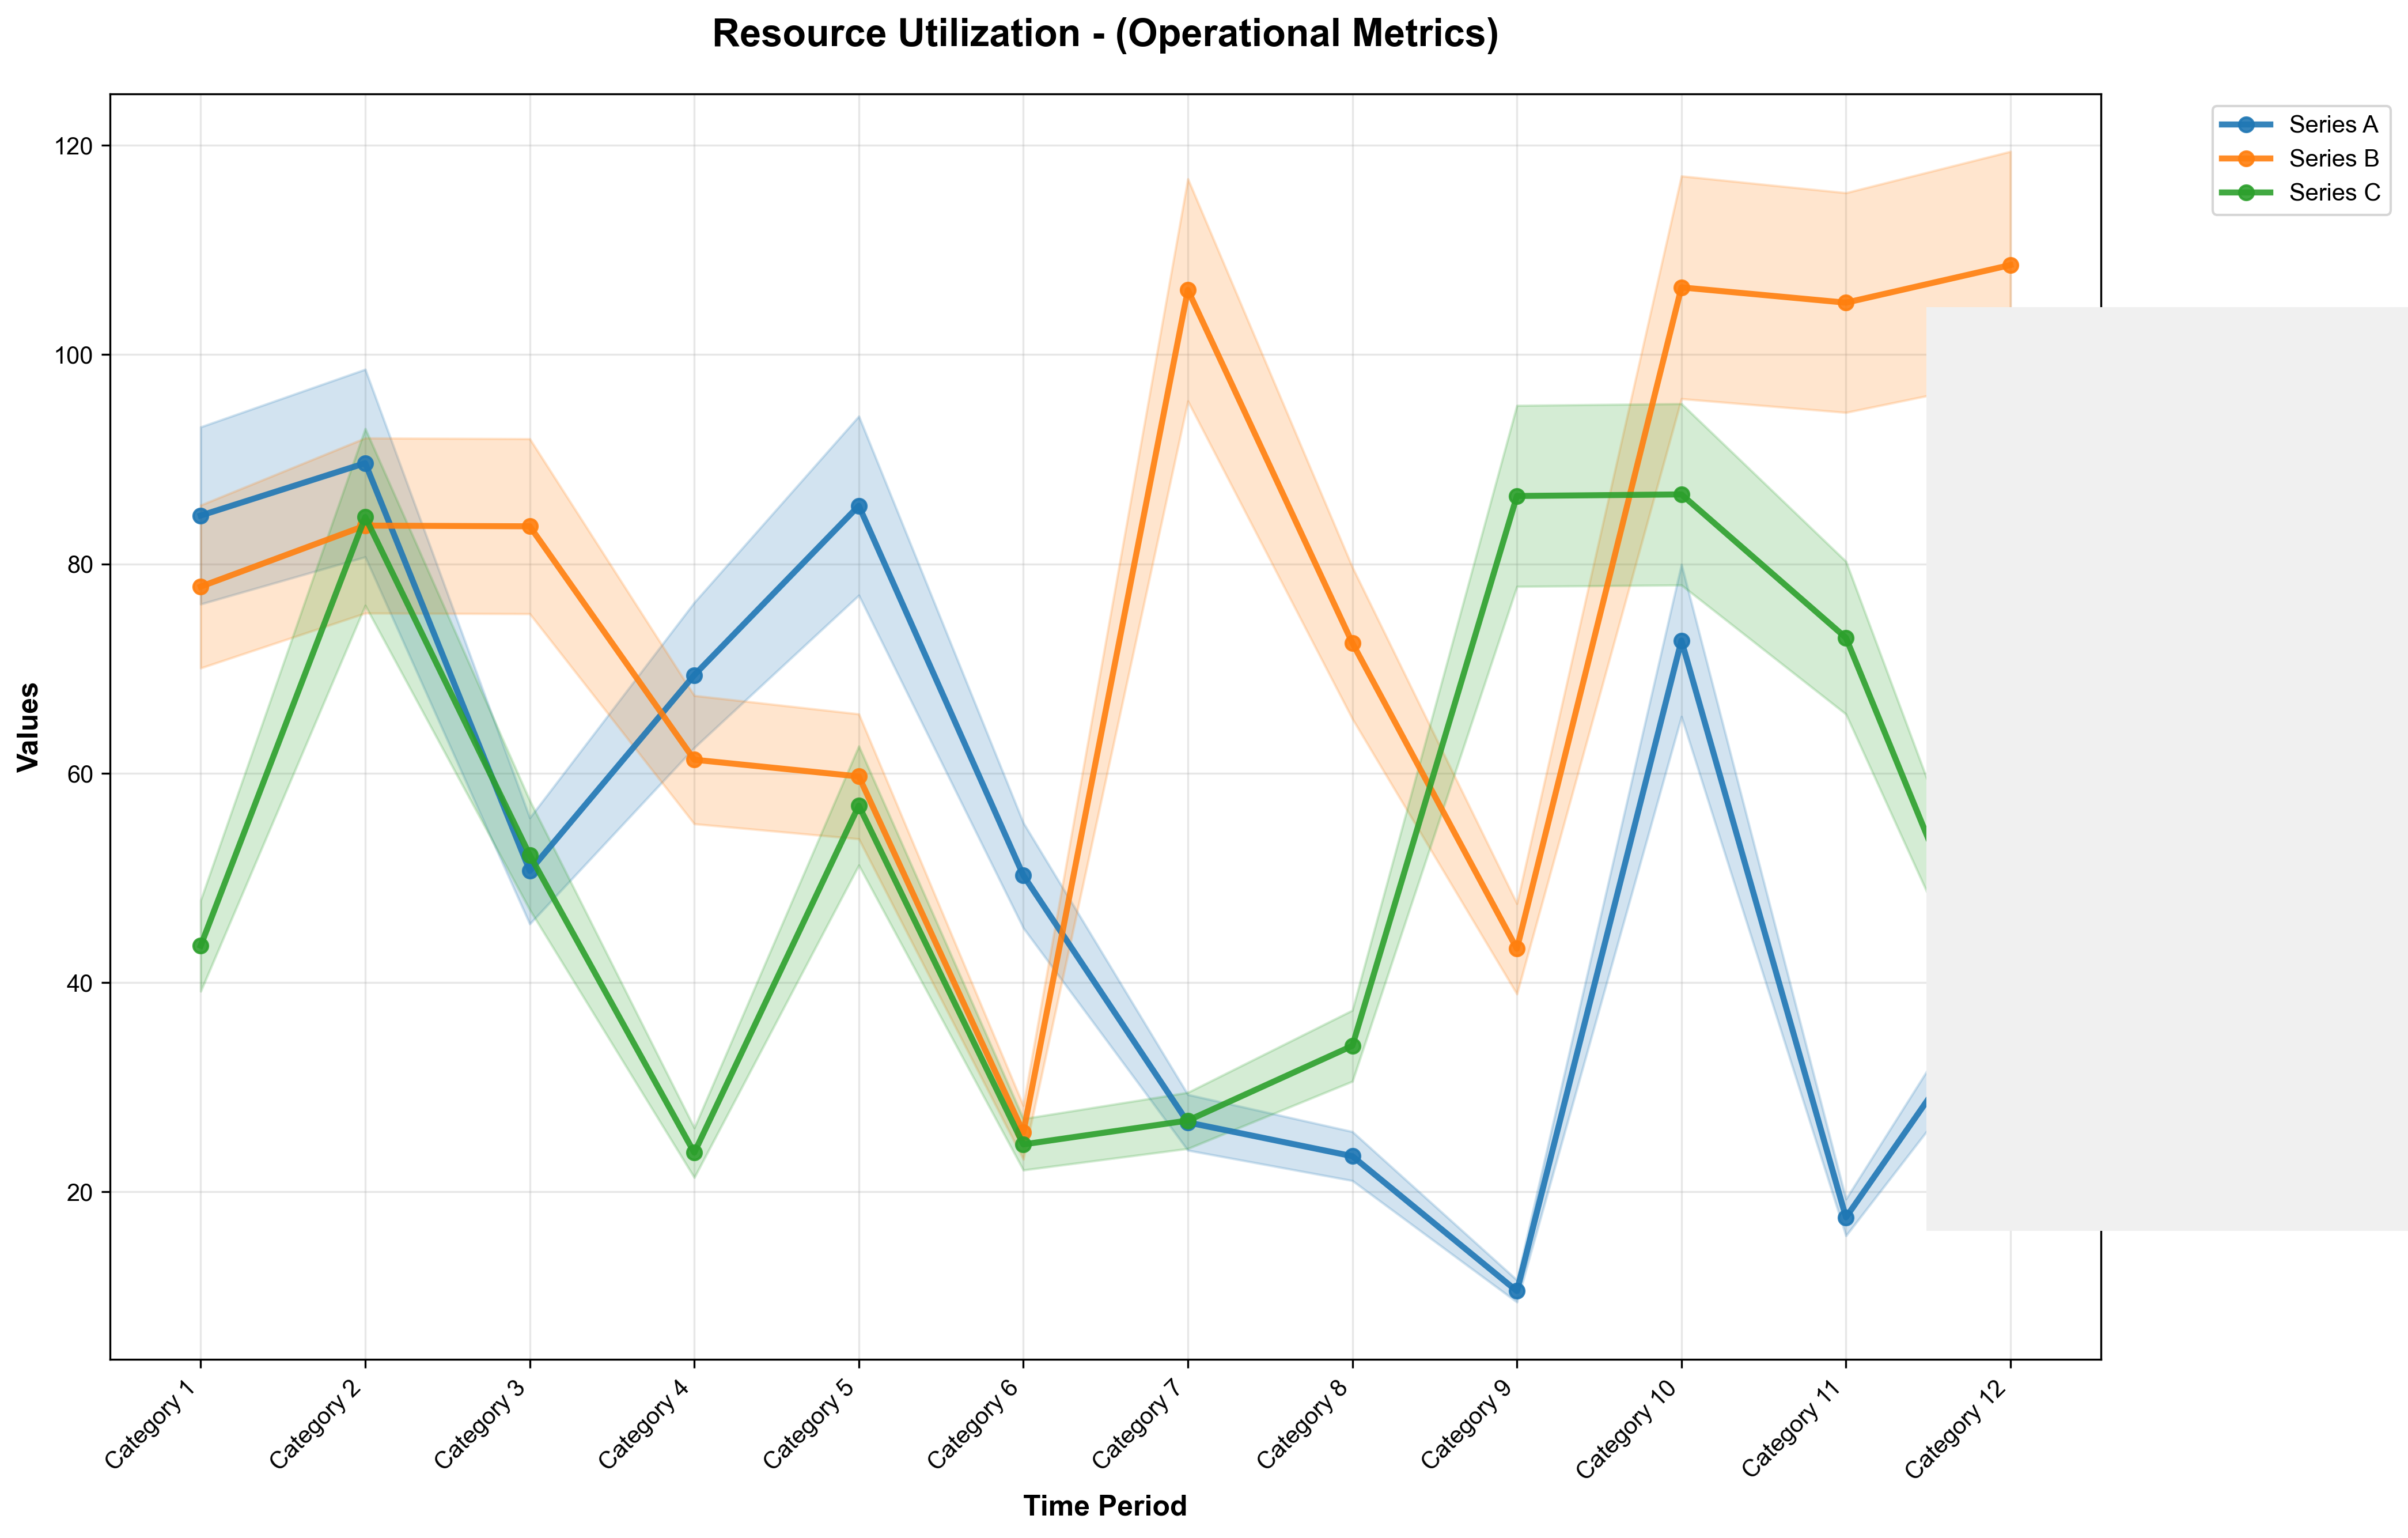 Resource Utilization - (Operational Metrics)
Series A
Series B
Series C
Values
120
100
80
60
40
20
Category 1
Category 2
Category 3
Category 4
Category 5
Category 6
Category 7
Category 8
Category 9
Category 10
Category 11
Category 12
Time Period